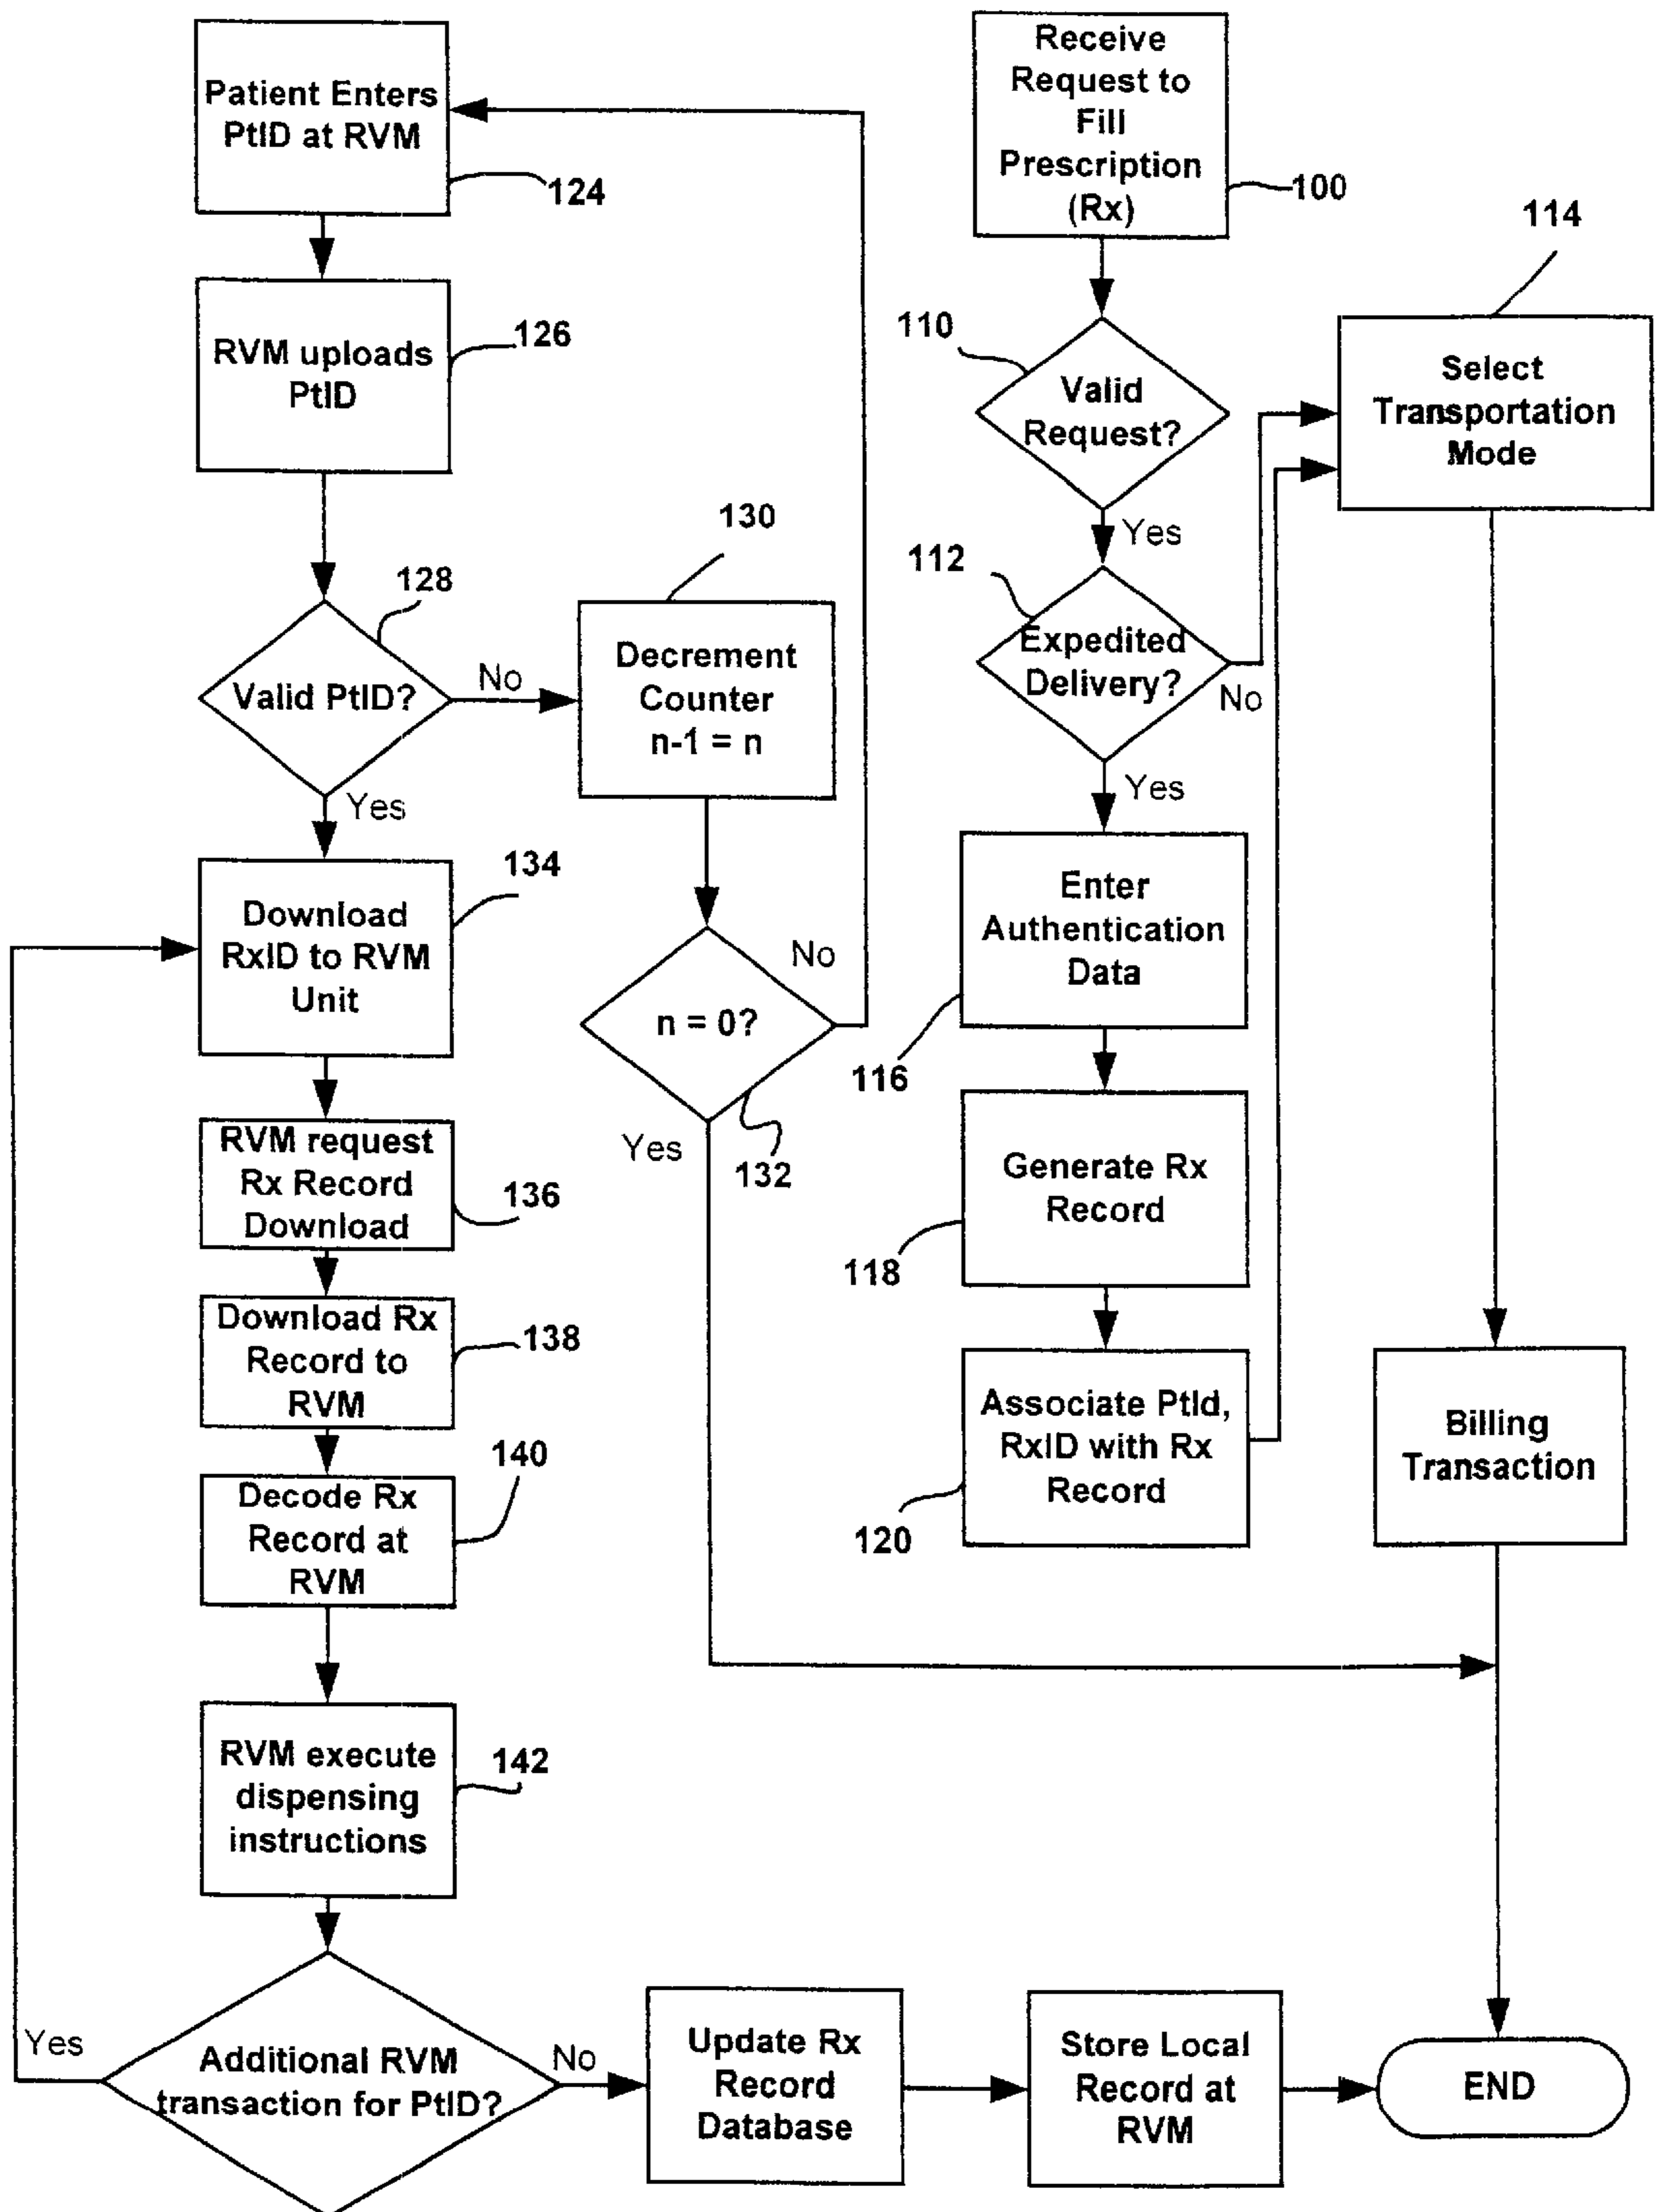 Patient Enters
PtID at RVM
124
RVM uploads
PtID
126
128
Valid PtID?
No
Yes
130
Decrement
Counter
n-1 = n
n = 0?
No
Yes
132
134
Download
RxID to RVM
Unit
RVM request
Rx Record
Download
136
Download Rx
Record to
RVM
138
140
Decode Rx
Record at
RVM
RVM execute
dispensing
instructions
142
Additional RVM
transaction for PtID?
Yes
No
Update Rx
Record
Database
Store Local
Record at
RVM
END
Receive
Request to
Fill
Prescription
(Rx)
100
110
Valid
Request?
Yes
112
Expedited
Delivery?
No
Yes
Enter
Authentication
Data
116
Generate Rx
Record
118
Associate PtId,
RxID with Rx
Record
120
114
Select
Transportation
Mode
Billing
Transaction